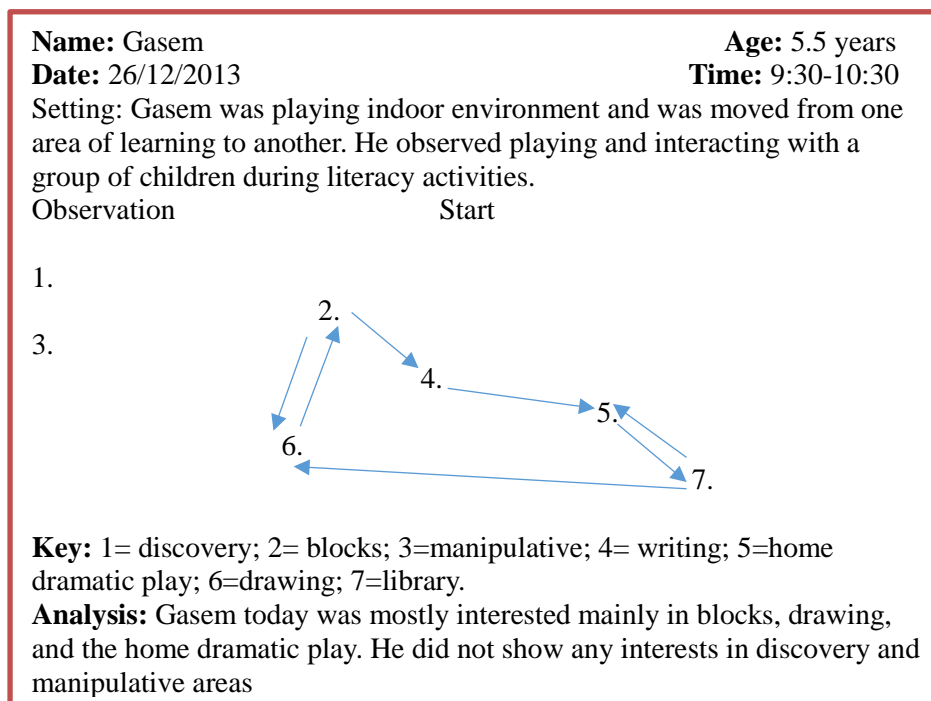 Name: Gasem Age: 5.5 years
Date: 26/12/2013 Time: 9:30-10:30
Setting: Gasem was playing indoor environment and was moved from one
area of learning to another. He observed playing and interacting with a
group of children during literacy activities.
Observation Start
1.
2.
3.
4.
5.
6.
7.
Key: 1= discovery; 2= blocks; 3=manipulative; 4= writing; 5=home
dramatic play; 6=drawing; 7=library.
Analysis: Gasem today was mostly interested mainly in blocks, drawing,
and the home dramatic play. He did not show any interests in discovery and
manipulative areas